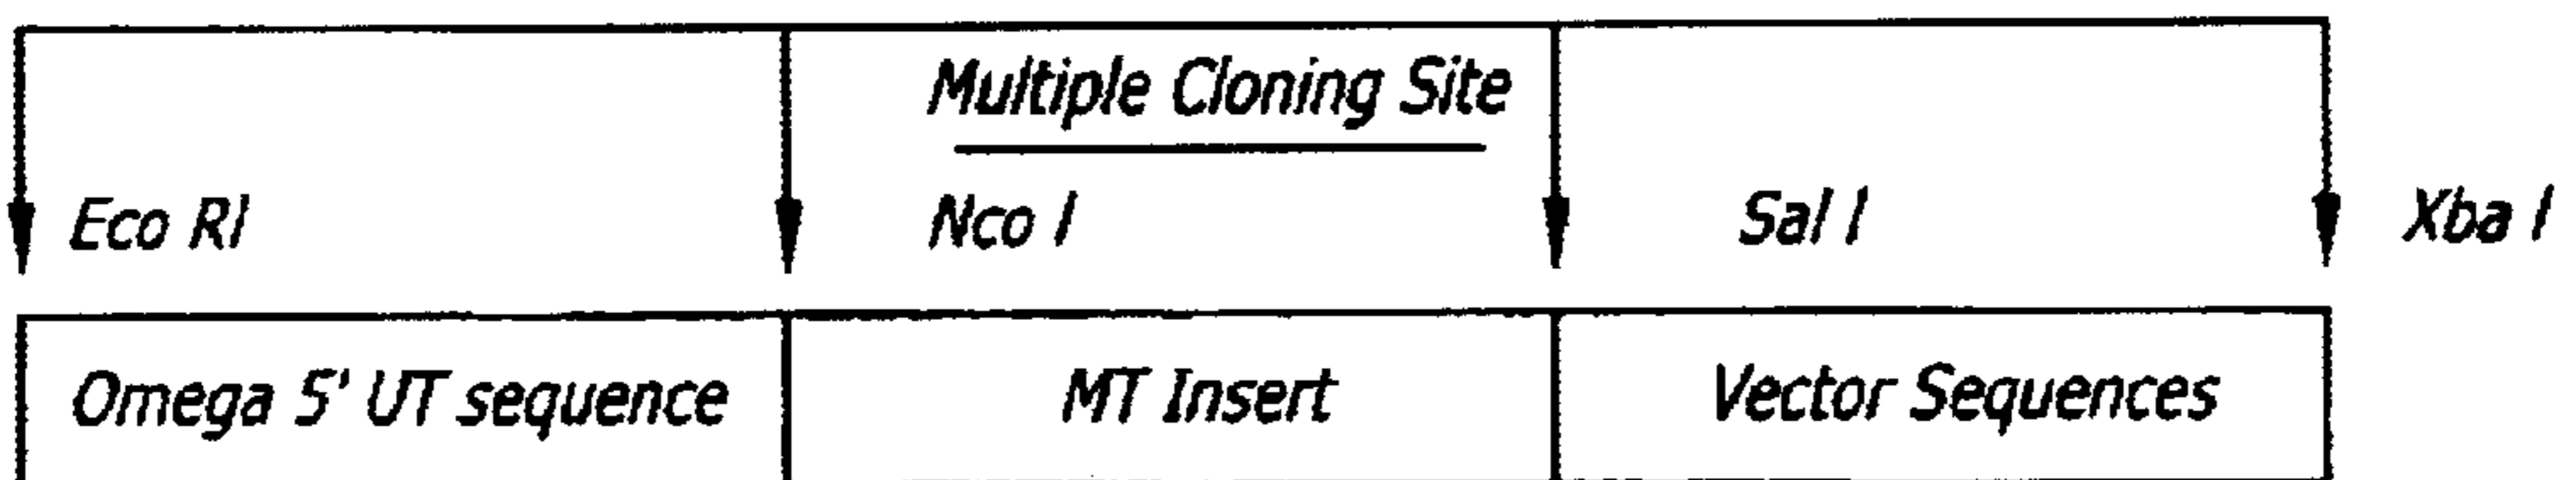 Multiple Cloning Site
Eco RI Nco I Sal I Xba I
Omega 5' UT sequence MT Insert Vector Sequences